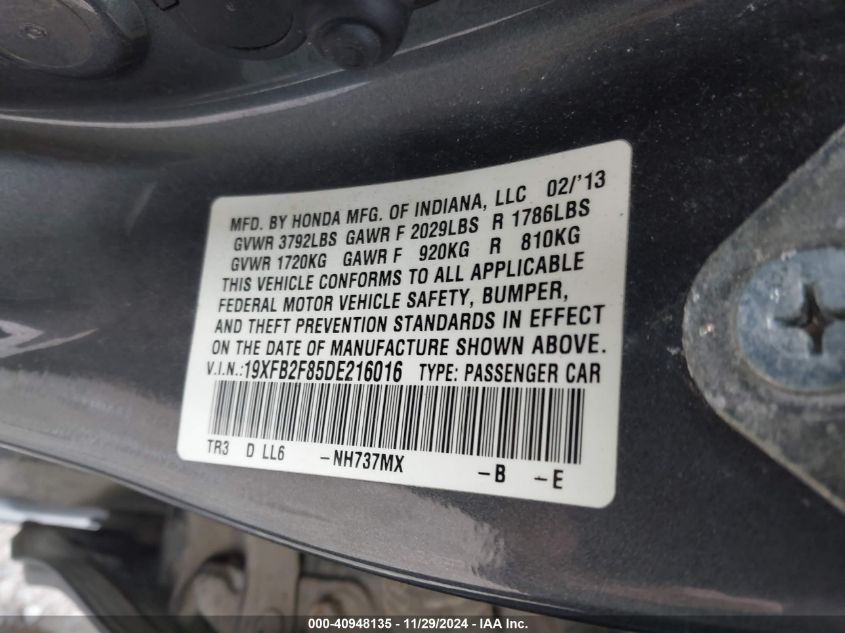 MFD. BY HONDA MFG. OF INDIANA, LLC 02/'13
GVWR 3792LBS GAWR F 2029LBS R 1786LBS
GVWR 1720KG GAWR F 920KG R 810KG
THIS VEHICLE CONFORMS TO ALL APPLICABLE
FEDERAL MOTOR VEHICLE SAFETY, BUMPER,
AND THEFT PREVENTION STANDARDS IN EFFECT
ON THE DATE OF MANUFACTURE SHOWN ABOVE.
V.I.N.:19XFB2F85DE216016 TYPE: PASSENGER CAR
TR3 D LL6 -NH737MX -B -E
000-40948135 - 11/29/2024 - IAA Inc.